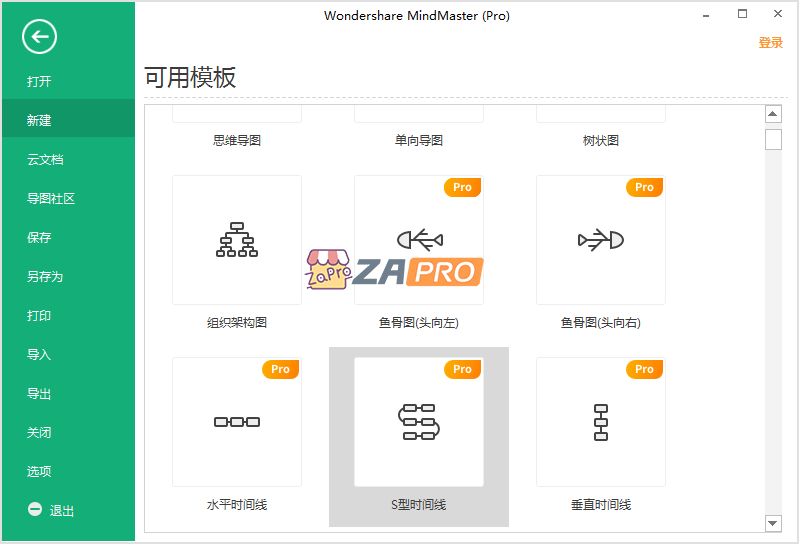 Wondershare MindMaster (Pro)
登录
打开
新建
云文档
导图社区
保存
另存为
打印
导入
导出
关闭
选项
退出
可用模板
思维导图
单向导图
树状图
Pro
Pro
ZaPro
ZAPRO
组织架构图
鱼骨图(头向左)
鱼骨图(头向右)
Pro
Pro
Pro
水平时间线
S型时间线
垂直时间线